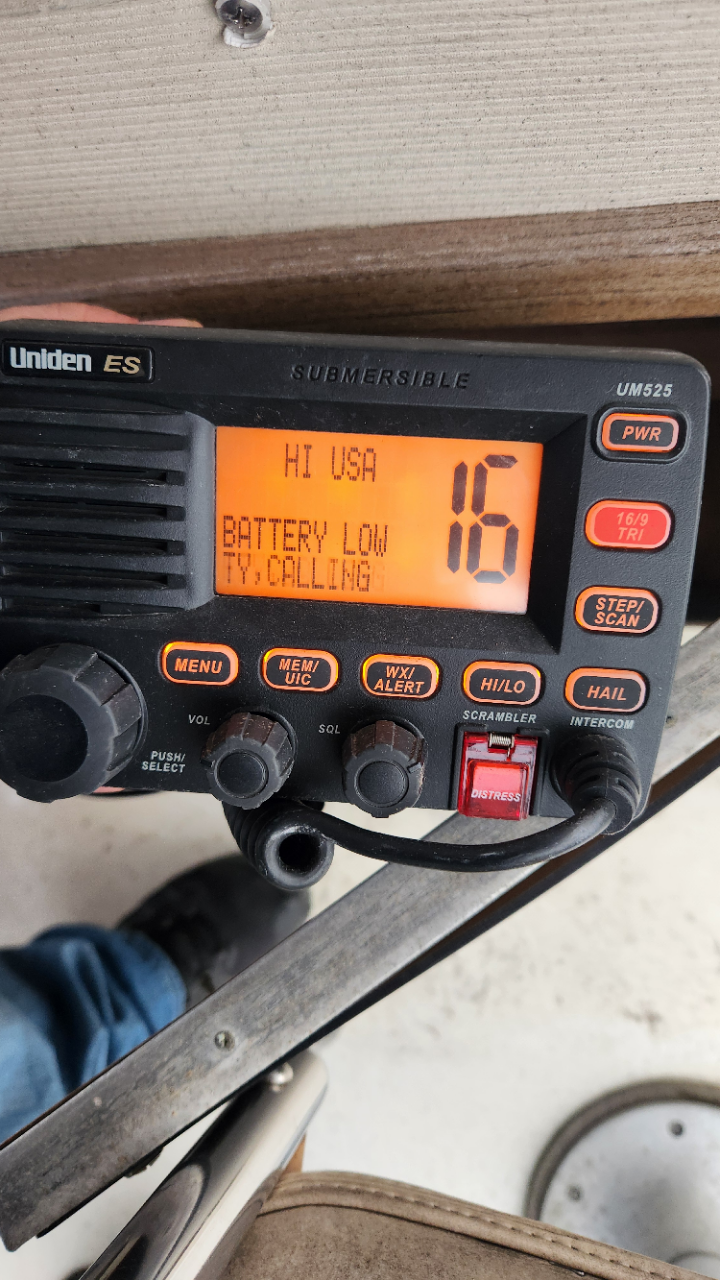 Uniden ES
SUBMERSIBLE
UM525
PWR
HI USA
16
BATTERY LOW
TY,CALLING
16/9
TRI
STEP/
SCAN
MENU
MEM/
UIC
WX/
ALERT
HI/LO
HAIL
SCRAMBLER
INTERCOM
VOL
SQL
PUSH/
SELECT
DISTRESS